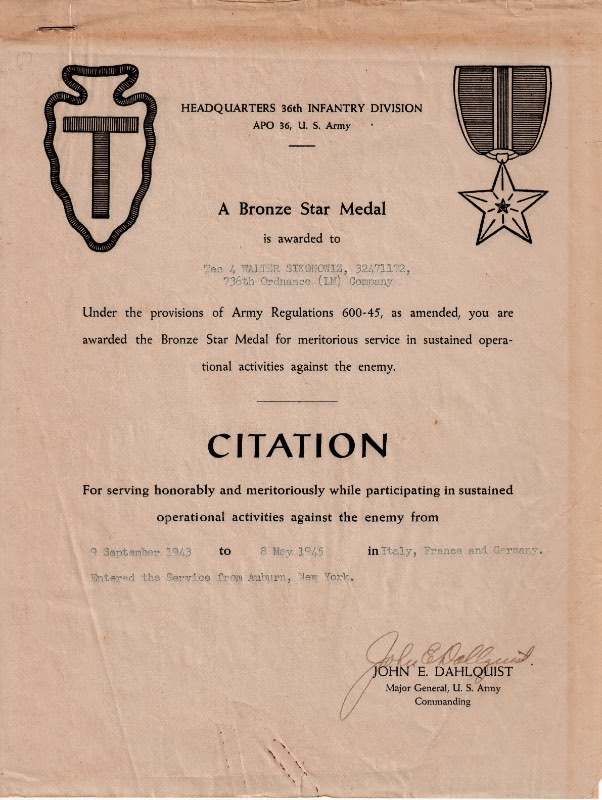 HEADQUARTERS 36th INFANTRY DIVISION
APO 36, U. S. Army
T
A Bronze Star Medal
is awarded to
Tec 4 WALTER
736th Ordnance (LM) Company
Under the provisions of Army Regulations 600-45, as amended, you are
awarded the Bronze Star Medal for meritorious service in sustained opera-
tional activities against the enemy.
CITATION
For serving honorably and meritoriously while participating in sustained
operational activities against the enemy from
9 September 1943 to 8 May 1945 in Italy, France and Germany.
Entered the Service from Auburn, New York.
John E Dahlquist.
JOHN E. DAHLQUIST
Major General, U. S. Army
Commanding